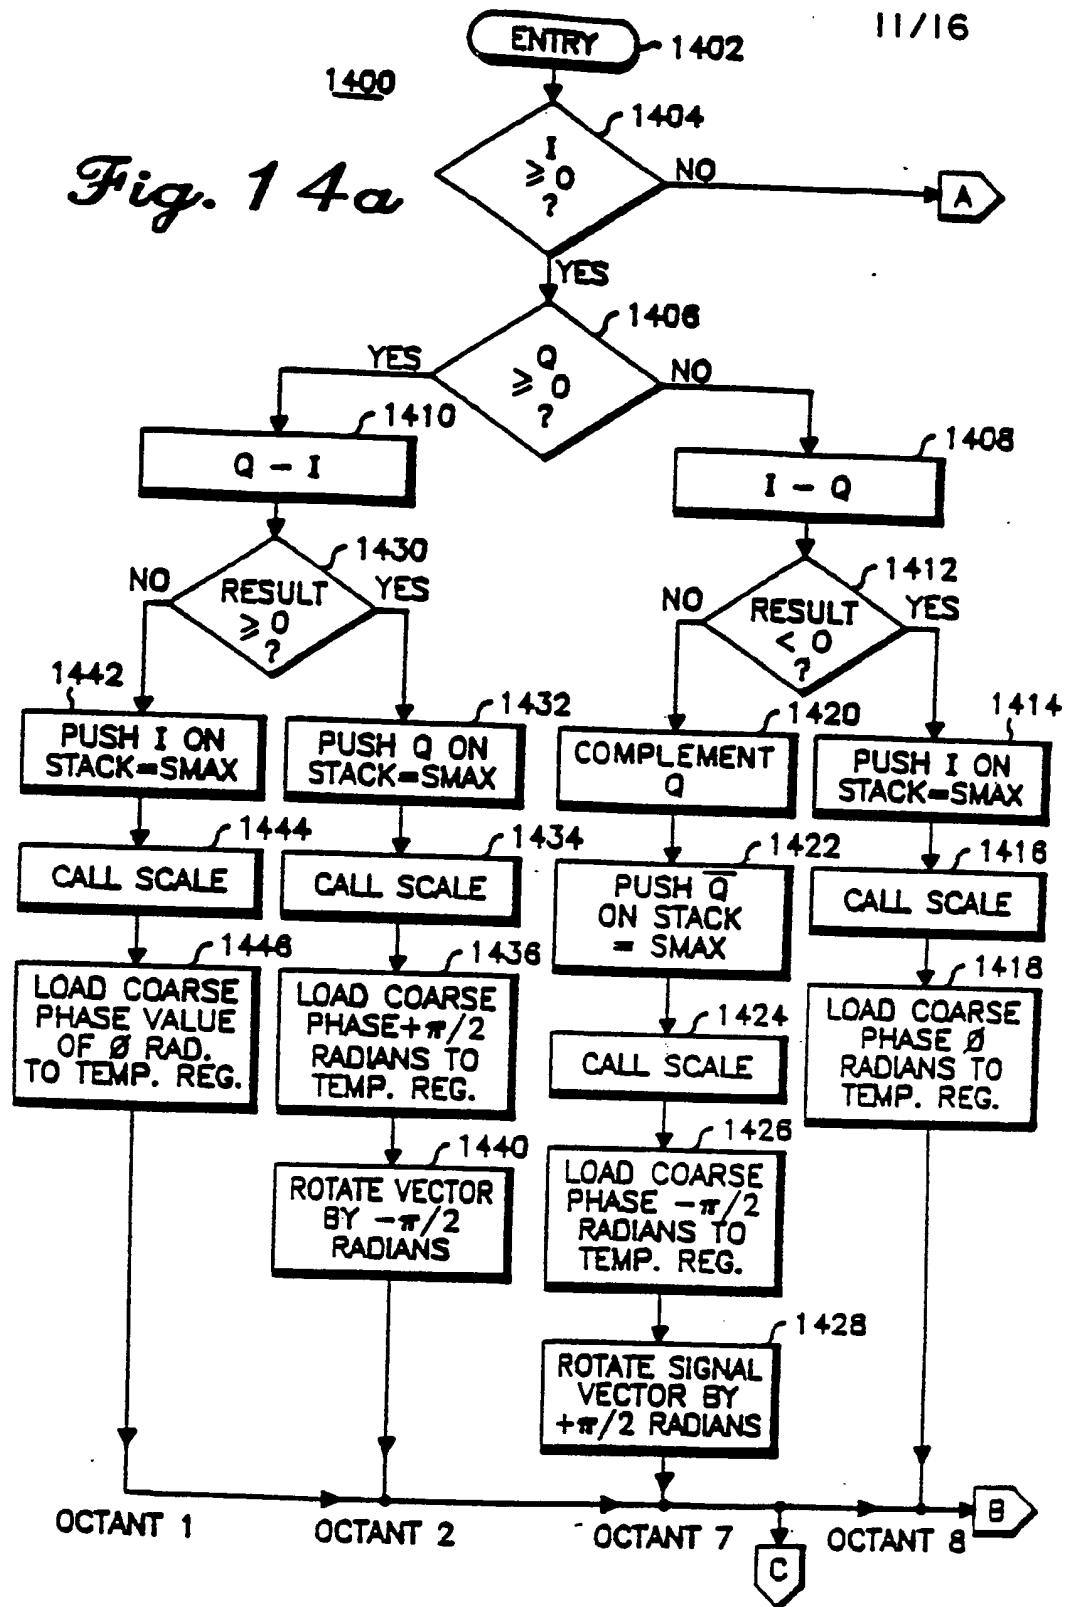 11/16
ENTRY
1402
1400
Fig. 14a
1404
I
≥ 0
?
NO
A
YES
1406
Q
≥ 0
?
YES
NO
1410
Q - I
1408
I - Q
1430
RESULT
≥ 0
?
NO
YES
1412
RESULT
< 0
?
NO
YES
1442
PUSH I ON
STACK=SMAX
1432
PUSH Q ON
STACK=SMAX
1420
COMPLEMENT
Q
1414
PUSH I ON
STACK=SMAX
1444
CALL SCALE
1434
CALL SCALE
1422
PUSH Q̅
ON STACK
= SMAX
1416
CALL SCALE
1446
LOAD COARSE
PHASE VALUE
OF Ø RAD.
TO TEMP. REG.
1436
LOAD COARSE
PHASE+π/2
RADIANS TO
TEMP. REG.
1424
CALL SCALE
1418
LOAD COARSE
PHASE Ø
RADIANS TO
TEMP. REG.
1440
ROTATE VECTOR
BY -π/2
RADIANS
1426
LOAD COARSE
PHASE -π/2
RADIANS TO
TEMP. REG.
1428
ROTATE SIGNAL
VECTOR BY
+π/2 RADIANS
OCTANT 1
OCTANT 2
OCTANT 7
OCTANT 8
B
C